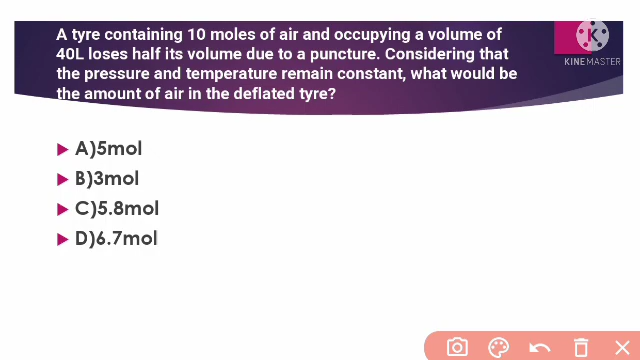 A tyre containing 10 moles of air and occupying a volume of
40L loses half its volume due to a puncture. Considering that
the pressure and temperature remain constant, what would be
the amount of air in the deflated tyre?
K
KINEMASTER
A)5mol
B)3mol
C)5.8mol
D)6.7mol